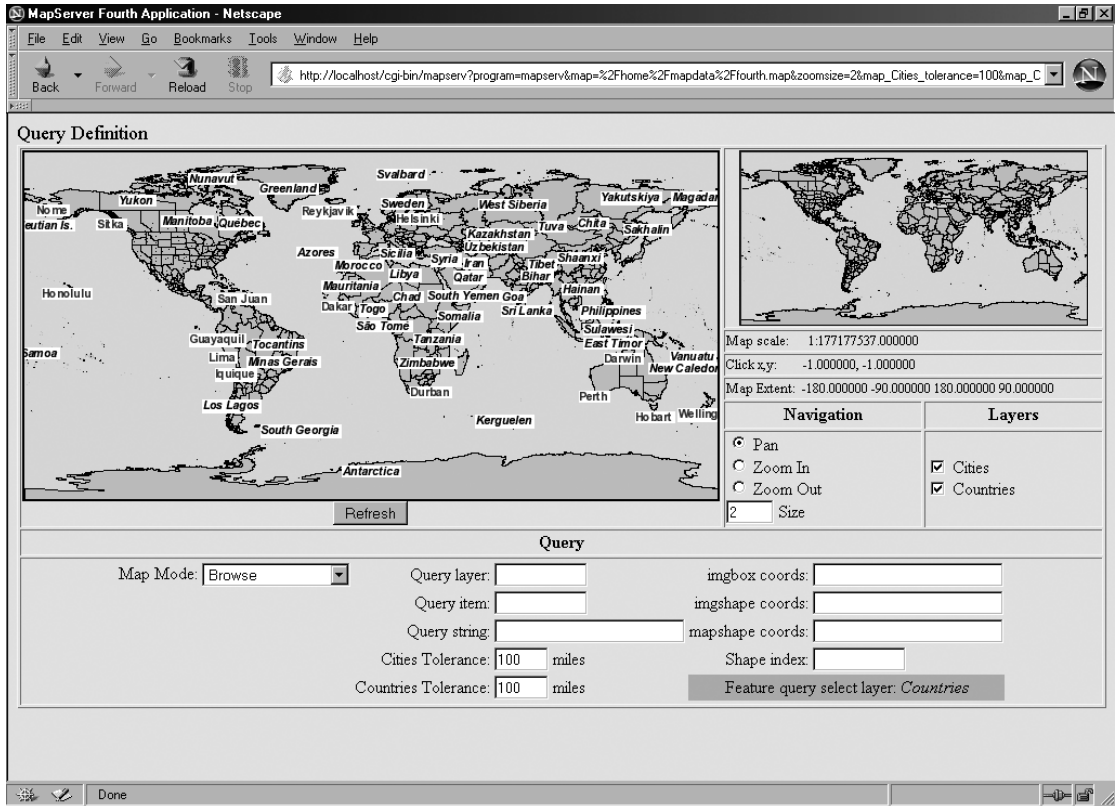 MapServer Fourth Application - Netscape
File Edit View Go Bookmarks Tools Window Help
Back Forward Reload Stop
http://localhost/cgi-bin/mapserv?program=mapserv&map=%2Fhome%2Fmapdata%2Ffourth.map&zoomsize=2&map_Cities_tolerance=100&map_C
N
Query Definition
Svalbard
Nunavut
Greenland
Yukon
Sweden
West Siberia
Yakutskiya
Magadan
Nome
Reykjavik
Helsinki
eutian Is.
Sitka
Manitoba
Québec
Tuva
Chita
Sakhalin
Kazakhstan
Azores
Sicilia
Uzbekistan
Morocco
Syria
Iran
Tibet
Shaanxi
Libya
Qatar
Bihar
Mauritania
Hainan
Honolulu
San Juan
Chad
South Yemen
Goa
Dakar
Togo
Somalia
Sri Lanka
Philippines
São Tomé
Sulawesi
Guayaquil
Tocantins
Tanzania
East Timor
Samoa
Lima
Minas Gerais
Zimbabwe
Darwin
Vanuatu
Iquique
New Caledon
Durban
Perth
Los Lagos
Hobart
Welling
Kerguelen
South Georgia
Antarctica
Refresh
Map scale: 1:177177537.000000
Click x,y: -1.000000, -1.000000
Map Extent: -180.000000 -90.000000 180.000000 90.000000
Navigation
Layers
Pan
Zoom In
Zoom Out
2 Size
Cities
Countries
Query
Map Mode: Browse
Query layer:
imgbox coords:
Query item:
imgshape coords:
Query string:
mapshape coords:
Cities Tolerance: 100 miles
Shape index:
Countries Tolerance: 100 miles
Feature query select layer: Countries
Done